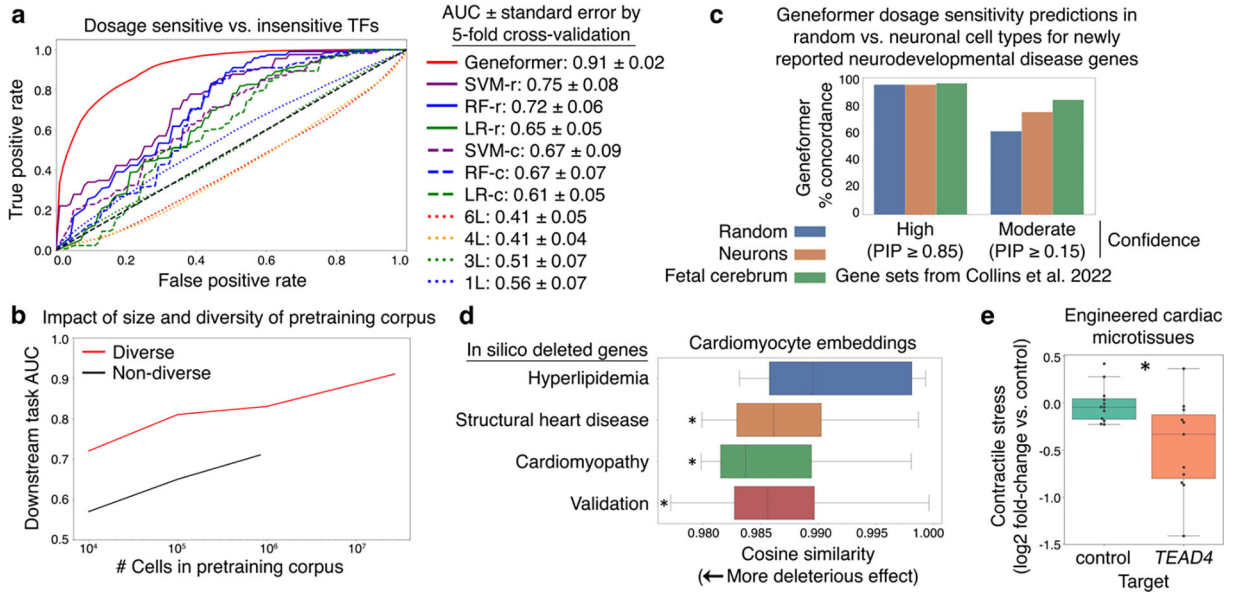 a
Dosage sensitive vs. insensitive TFs
True positive rate
1.0
0.8
0.6
0.4
0.2
0.0
0.0 0.2 0.4 0.6 0.8 1.0
False positive rate
AUC ± standard error by
5-fold cross-validation
Geneformer: 0.91 ± 0.02
SVM-r: 0.75 ± 0.08
RF-r: 0.72 ± 0.06
LR-r: 0.65 ± 0.05
SVM-c: 0.67 ± 0.09
RF-c: 0.67 ± 0.07
LR-c: 0.61 ± 0.05
6L: 0.41 ± 0.05
4L: 0.41 ± 0.04
3L: 0.51 ± 0.07
1L: 0.56 ± 0.07
b
Impact of size and diversity of pretraining corpus
Downstream task AUC
1.0
0.9
0.8
0.7
0.6
0.5
Diverse
Non-diverse
10⁴ 10⁵ 10⁶ 10⁷
# Cells in pretraining corpus
c
Geneformer dosage sensitivity predictions in
random vs. neuronal cell types for newly
reported neurodevelopmental disease genes
Geneformer
% concordance
100
80
60
40
20
0
High
(PIP ≥ 0.85)
Moderate
(PIP ≥ 0.15)
Confidence
Random
Neurons
Fetal cerebrum
Gene sets from Collins et al. 2022
d
In silico deleted genes
Cardiomyocyte embeddings
Hyperlipidemia
Structural heart disease
*
Cardiomyopathy
*
Validation
*
0.980 0.985 0.990 0.995 1.000
Cosine similarity
(← More deleterious effect)
e
Engineered cardiac
microtissues
*
Contractile stress
(log2 fold-change vs. control)
0.5
0.0
-0.5
-1.0
-1.5
control TEAD4
Target